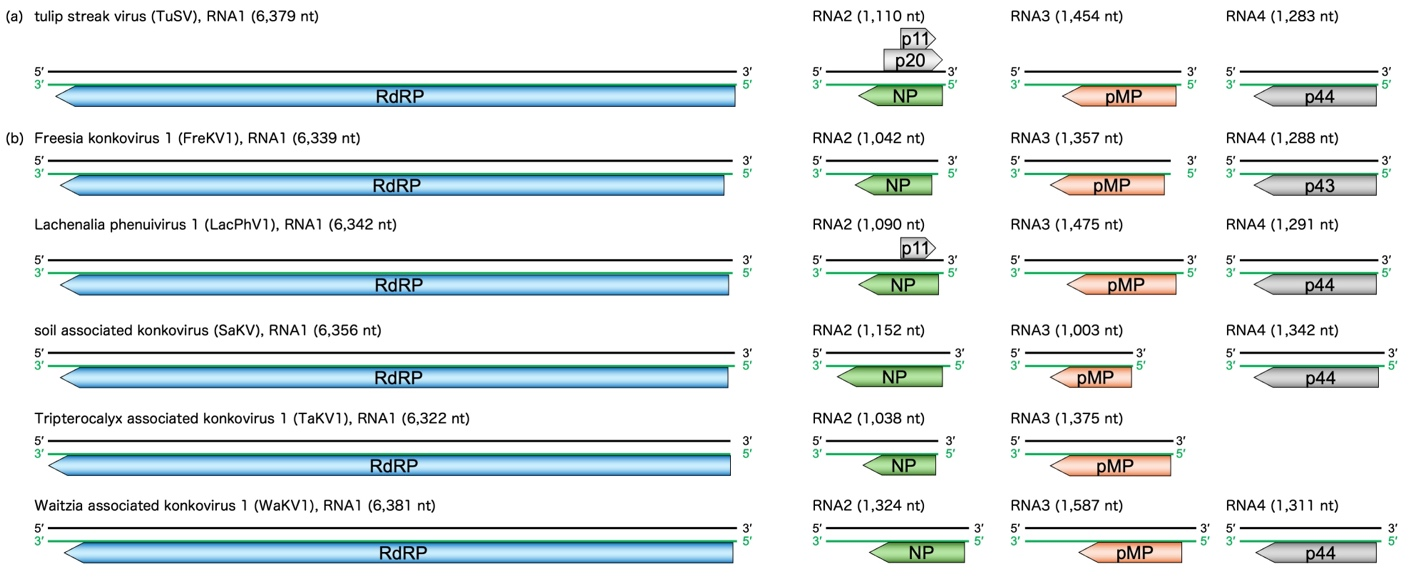 (a) tulip streak virus (TuSV), RNA1 (6,379 nt) RNA2 (1,110 nt) RNA3 (1,454 nt) RNA4 (1,283 nt)
p11
p20
5′ 3′ 5′ 3′ 5′ 3′ 5′ 3′
3′ 5′ 3′ 5′ 3′ 5′ 3′ 5′
RdRP NP pMP p44
(b) Freesia konkovirus 1 (FreKV1), RNA1 (6,339 nt) RNA2 (1,042 nt) RNA3 (1,357 nt) RNA4 (1,288 nt)
5′ 3′ 5′ 3′ 5′ 3′ 5′ 3′
3′ 5′ 3′ 5′ 3′ 5′ 3′ 5′
RdRP NP pMP p43
Lachenalia phenuivirus 1 (LacPhV1), RNA1 (6,342 nt) RNA2 (1,090 nt) RNA3 (1,475 nt) RNA4 (1,291 nt)
p11
5′ 3′ 5′ 3′ 5′ 3′ 5′ 3′
3′ 5′ 3′ 5′ 3′ 5′ 3′ 5′
RdRP NP pMP p44
soil associated konkovirus (SaKV), RNA1 (6,356 nt) RNA2 (1,152 nt) RNA3 (1,003 nt) RNA4 (1,342 nt)
5′ 3′ 5′ 3′ 5′ 3′ 5′ 3′
3′ 5′ 3′ 5′ 3′ 5′ 3′ 5′
RdRP NP pMP p44
Tripterocalyx associated konkovirus 1 (TaKV1), RNA1 (6,322 nt) RNA2 (1,038 nt) RNA3 (1,375 nt)
5′ 3′ 5′ 3′ 5′ 3′
3′ 5′ 3′ 5′ 3′ 5′
RdRP NP pMP
Waitzia associated konkovirus 1 (WaKV1), RNA1 (6,381 nt) RNA2 (1,324 nt) RNA3 (1,587 nt) RNA4 (1,311 nt)
5′ 3′ 5′ 3′ 5′ 3′ 5′ 3′
3′ 5′ 3′ 5′ 3′ 5′ 3′ 5′
RdRP NP pMP p44